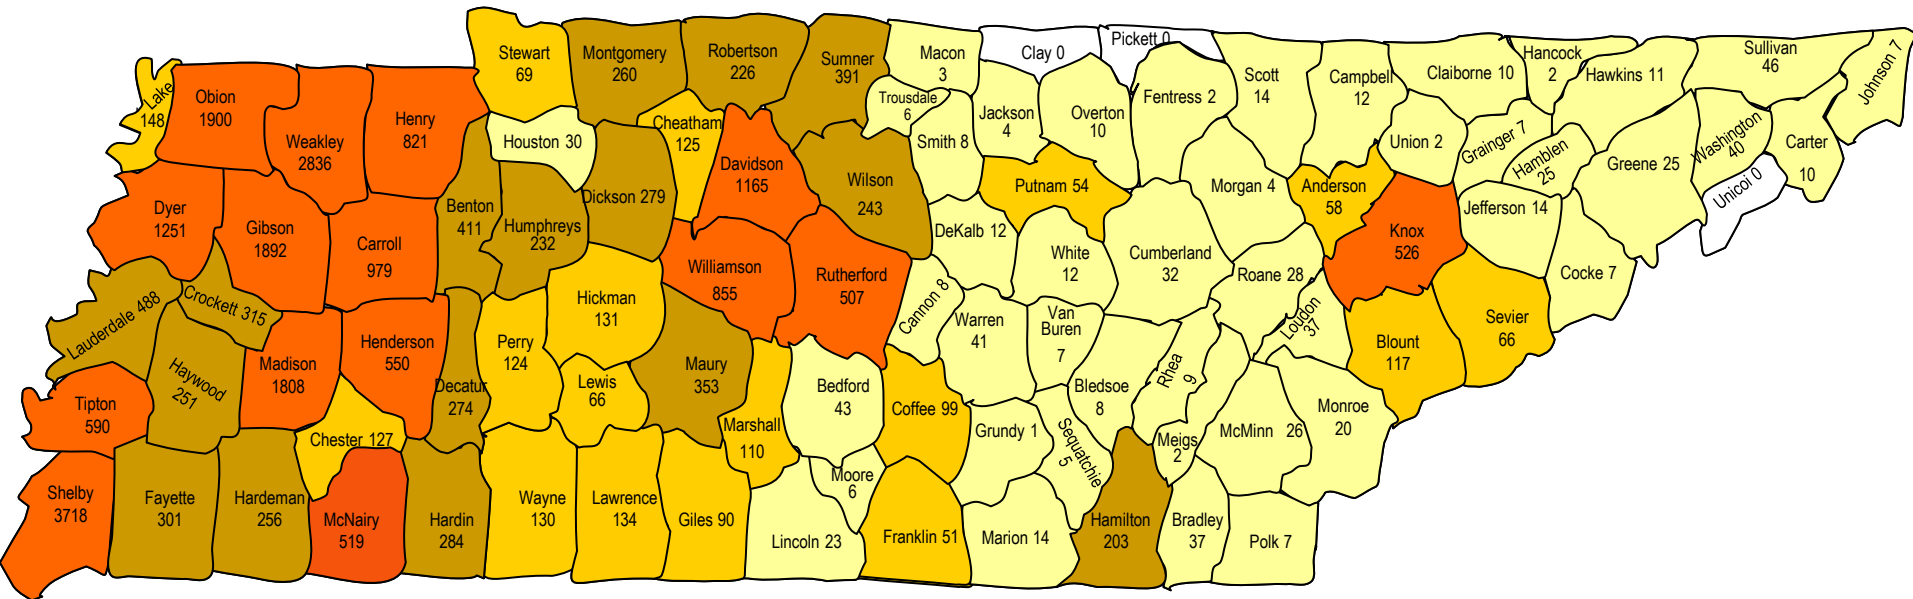 Stewart
69
Montgomery
260
Robertson
226
Sumner
391
Macon
3
Clay 0
Pickett 0
Scott
14
Campbell
12
Claiborne 10
Hancock
2
Hawkins 11
Sullivan
46
Johnson 7
Lake
148
Obion
1900
Weakley
2836
Henry
821
Houston 30
Cheatham
125
Davidson
1165
Trousdale
6
Smith 8
Jackson
4
Overton
10
Fentress 2
Union 2
Grainger 7
Hamblen
25
Greene 25
Washington
40
Unicoi 0
Carter
10
Dyer
1251
Gibson
1892
Carroll
979
Benton
411
Humphreys
232
Dickson 279
Wilson
243
DeKalb 12
Putnam 54
White
12
Cumberland
32
Morgan 4
Anderson
58
Roane 28
Knox
526
Jefferson 14
Cocke 7
Lauderdale 488
Crockett 315
Haywood
251
Madison
1808
Henderson
550
Decatur
274
Perry
124
Hickman
131
Lewis
66
Williamson
855
Maury
353
Rutherford
507
Cannon 8
Warren
41
Van
Buren
7
Bledsoe
8
Rhea
9
Loudon
37
Blount
117
Sevier
66
Tipton
590
Chester 127
Marshall
110
Bedford
43
Coffee 99
Grundy 1
Sequatchie
5
Meigs
2
McMinn 26
Monroe
20
Shelby
3718
Fayette
301
Hardeman
256
McNairy
519
Hardin
284
Wayne
130
Lawrence
134
Giles 90
Lincoln 23
Moore
6
Franklin 51
Marion 14
Hamilton
203
Bradley
37
Polk 7